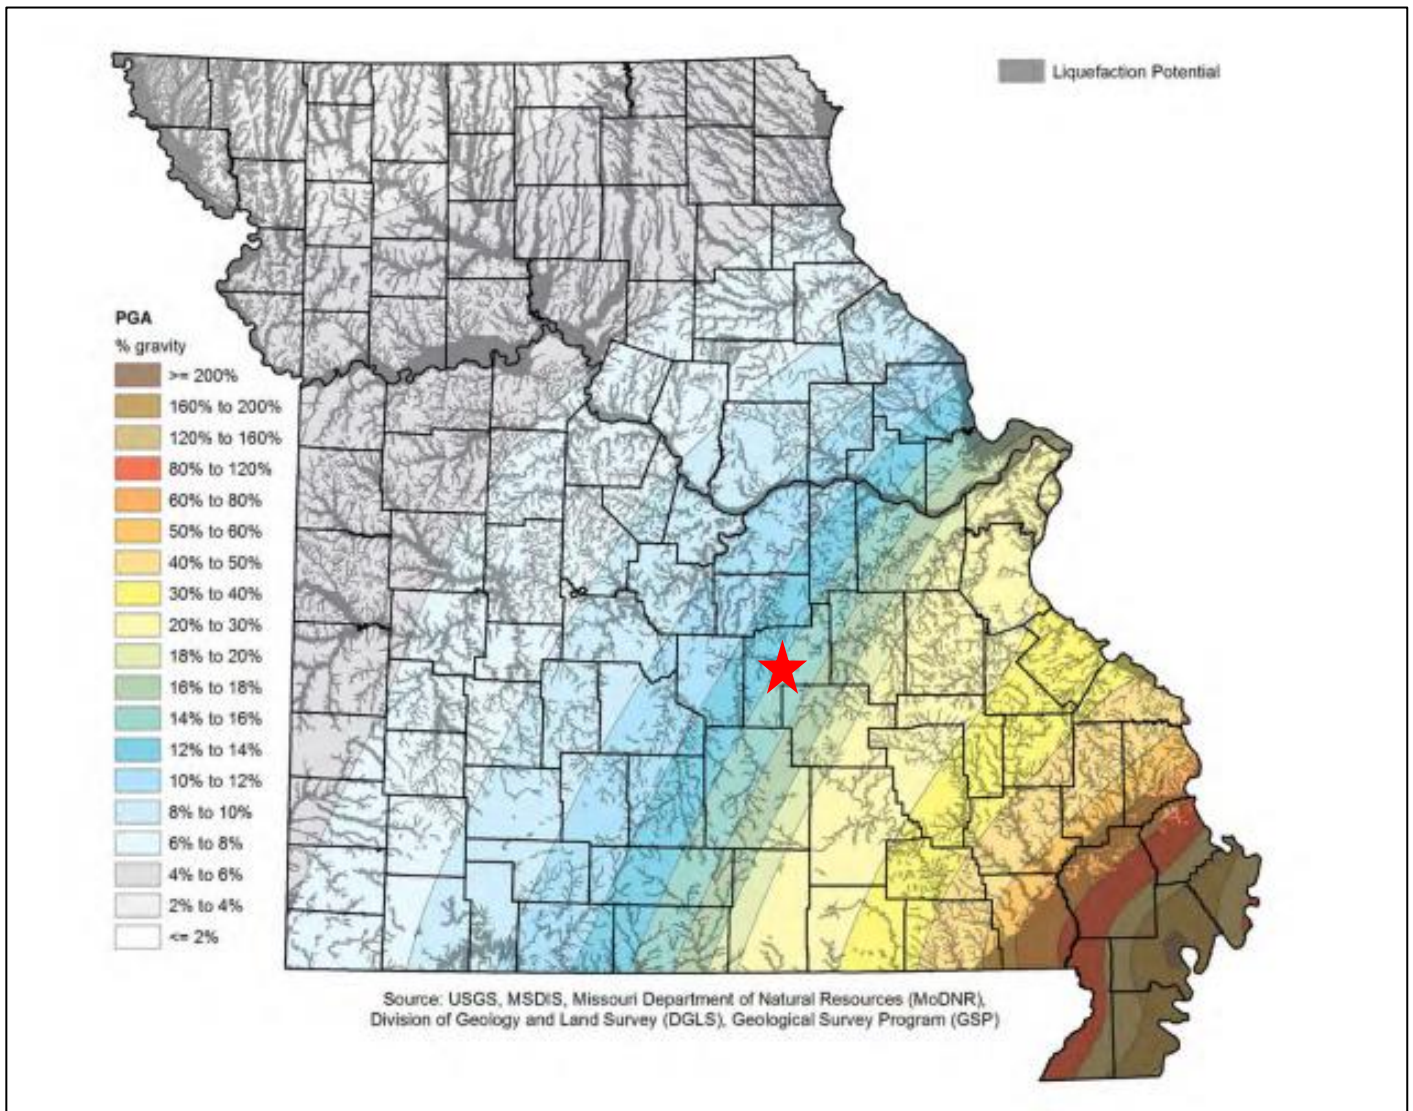 Liquefaction Potential
PGA
% gravity
>= 200%
160% to 200%
120% to 160%
80% to 120%
60% to 80%
50% to 60%
40% to 50%
30% to 40%
20% to 30%
18% to 20%
16% to 18%
14% to 16%
12% to 14%
10% to 12%
8% to 10%
6% to 8%
4% to 6%
2% to 4%
<= 2%
Source: USGS, MSDIS, Missouri Department of Natural Resources (MoDNR),
Division of Geology and Land Survey (DGLS), Geological Survey Program (GSP)